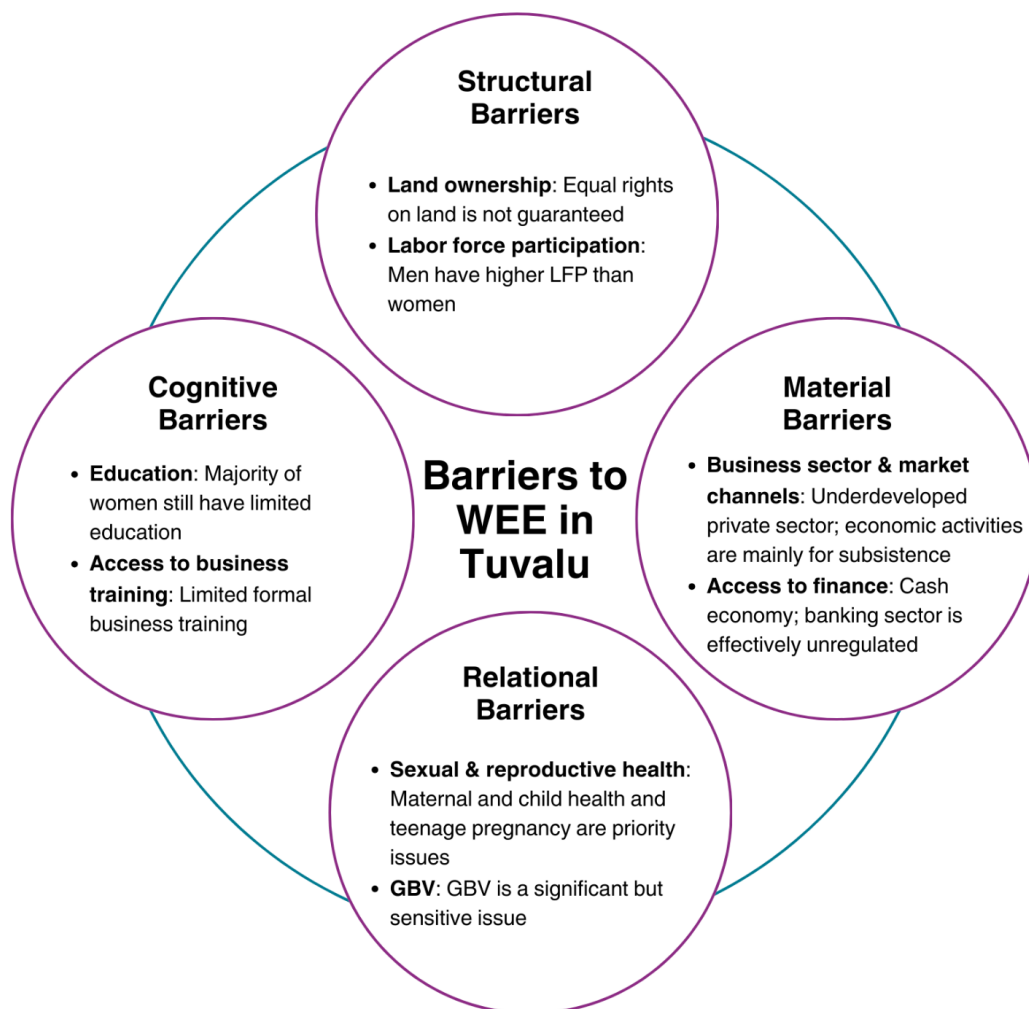 Structural
Barriers
• Land ownership: Equal rights
on land is not guaranteed
• Labor force participation:
Men have higher LFP than
women
Cognitive
Barriers
• Education: Majority of
women still have limited
education
• Access to business
training: Limited formal
business training
Barriers to
WEE in
Tuvalu
Material
Barriers
• Business sector & market
channels: Underdeveloped
private sector; economic activities
are mainly for subsistence
• Access to finance: Cash
economy; banking sector is
effectively unregulated
Relational
Barriers
• Sexual & reproductive health:
Maternal and child health and
teenage pregnancy are priority
issues
• GBV: GBV is a significant but
sensitive issue